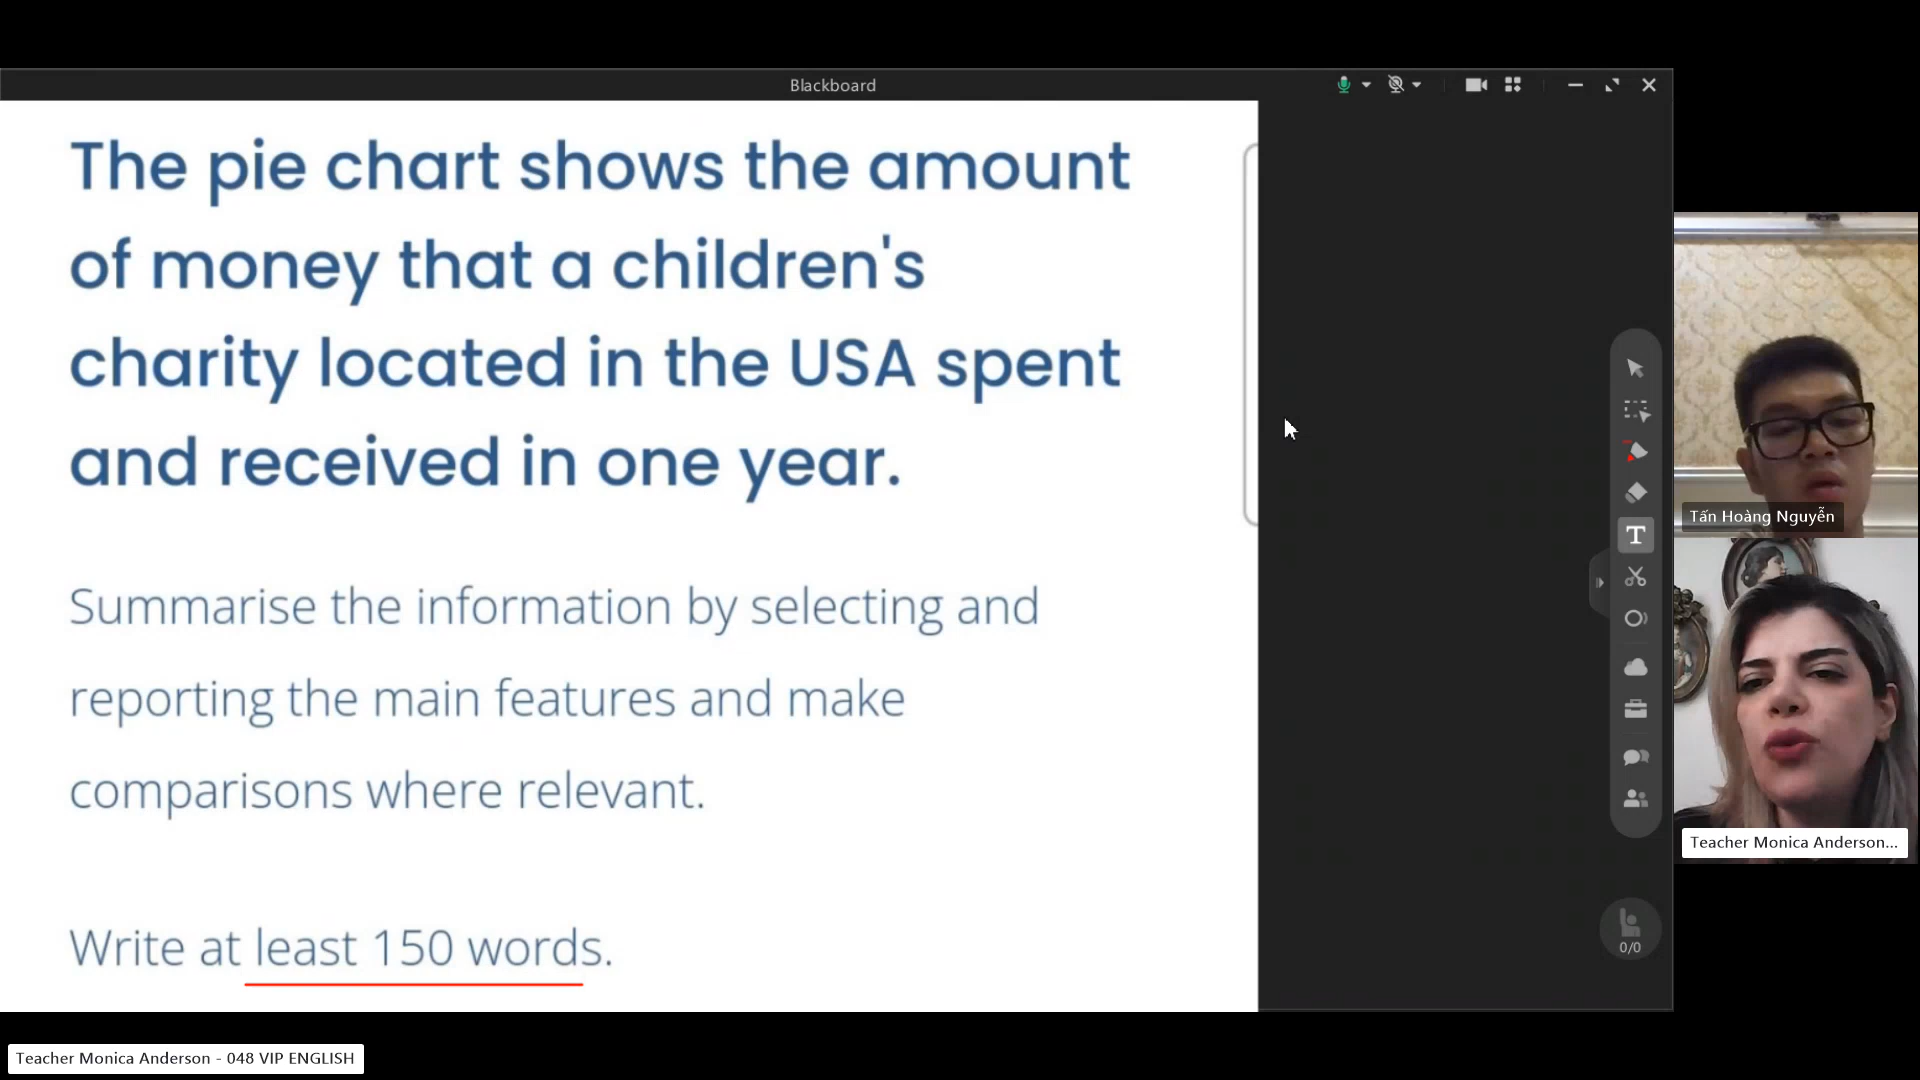 Blackboard
The pie chart shows the amount
of money that a children's
charity located in the USA spent
and received in one year.
Summarise the information by selecting and
reporting the main features and make
comparisons where relevant.
Write at least 150 words.
T
0/0
Tấn Hoàng Nguyễn
Teacher Monica Anderson...
Teacher Monica Anderson - 048 VIP ENGLISH